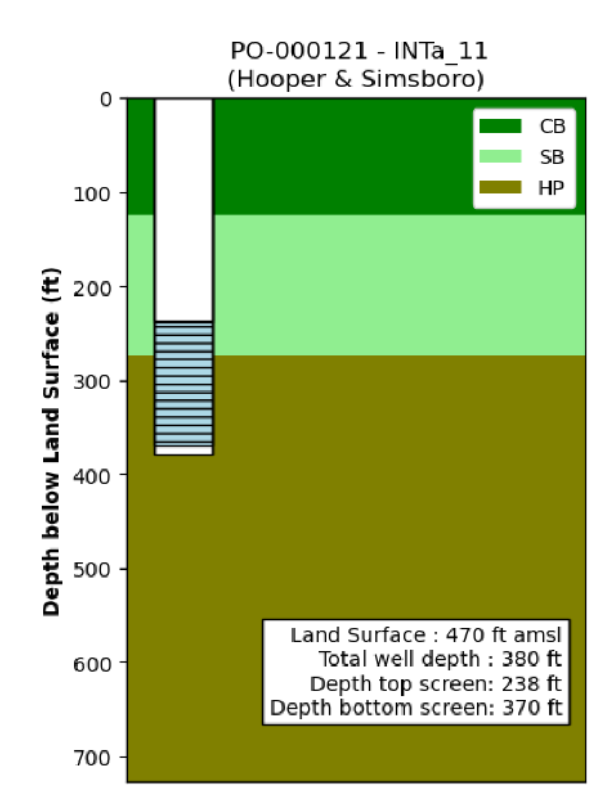 PO-000121 - INTa_11
(Hooper & Simsboro)
CB
SB
HP
Depth below Land Surface (ft)
0
100
200
300
400
500
600
700
Land Surface : 470 ft amsl
Total well depth : 380 ft
Depth top screen: 238 ft
Depth bottom screen: 370 ft